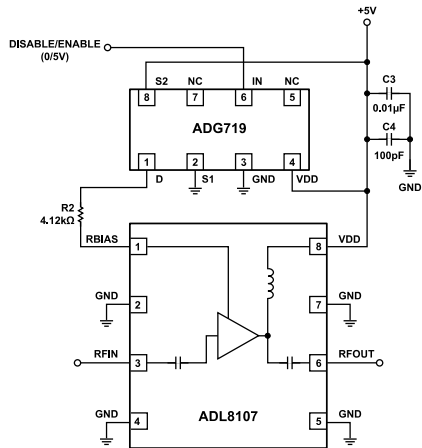 +5V
DISABLE/ENABLE
(0/5V)
S2 NC IN NC
8 7 6 5
C3
0.01µF
ADG719
C4
100pF
1 2 3 4
D S1 GND VDD
GND
R2
4.12kΩ
RBIAS 1 8 VDD
GND 2 7 GND
RFIN 3 6 RFOUT
GND 4 5 GND
ADL8107